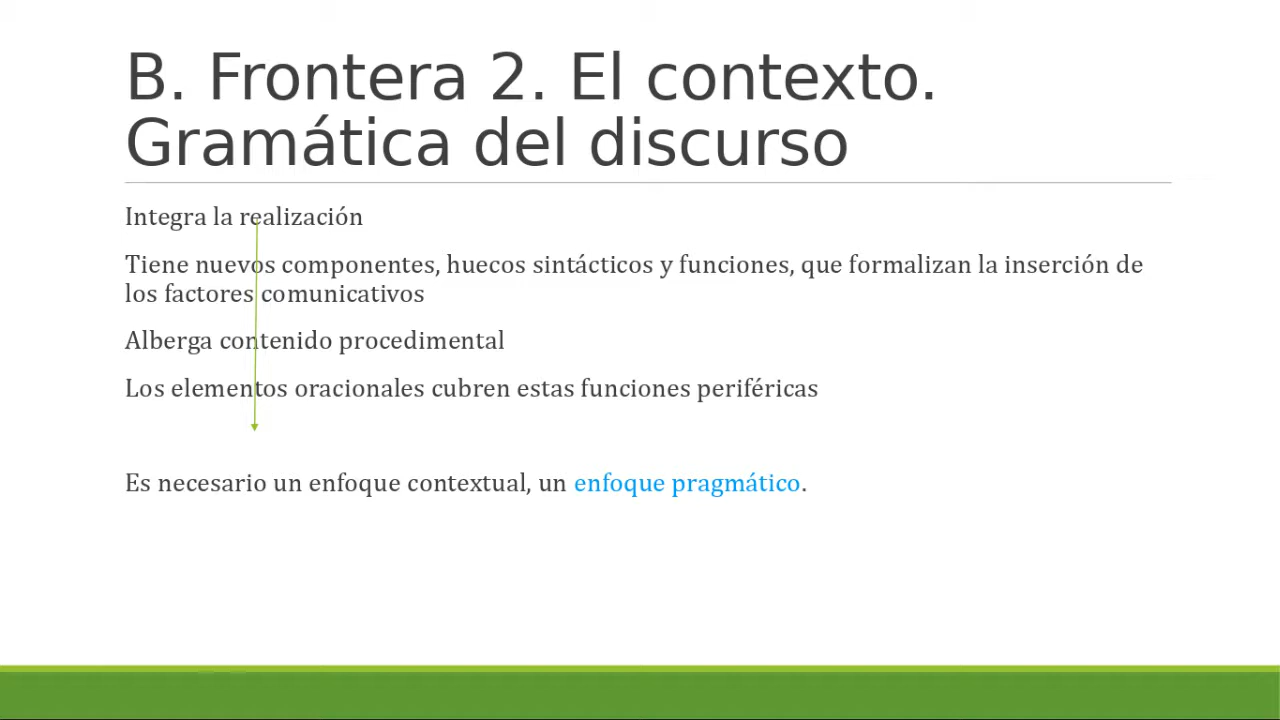 B. Frontera 2. El contexto.
Gramática del discurso
Integra la realización
Tiene nuevos componentes, huecos sintácticos y funciones, que formalizan la inserción de
los factores comunicativos
Alberga contenido procedimental
Los elementos oracionales cubren estas funciones periféricas
Es necesario un enfoque contextual, un enfoque pragmático.